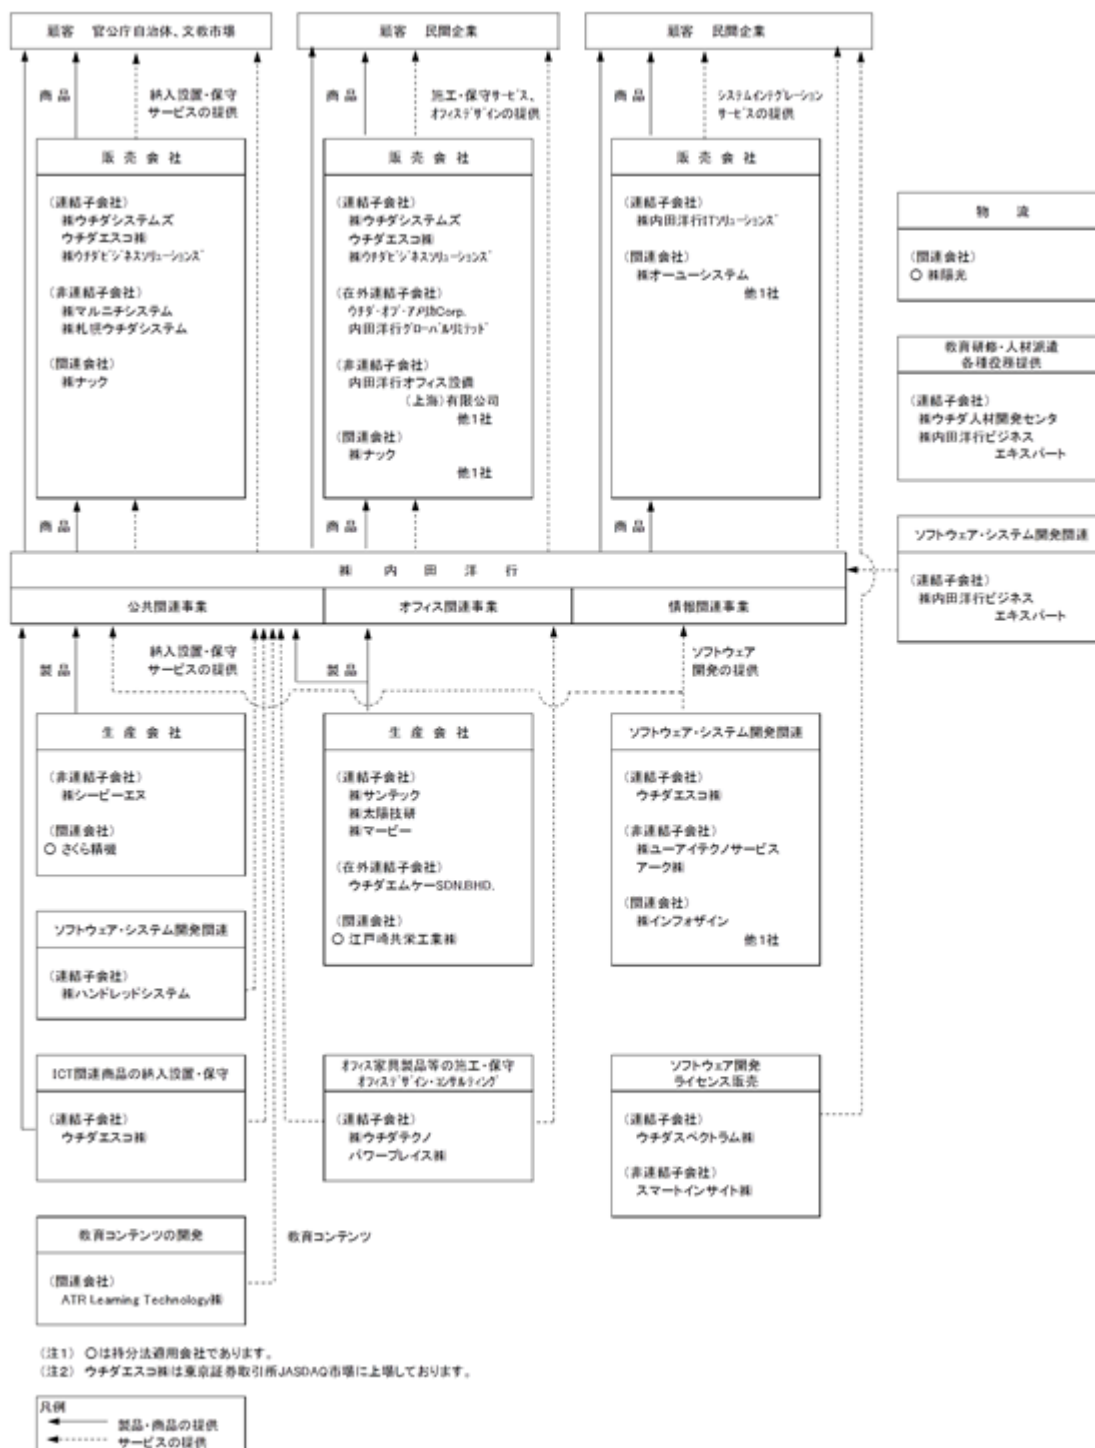 顧客　官公庁自治体、文教市場
顧客　民間企業
顧客　民間企業
商品
納入設置・保守
サービスの提供
商品
施工・保守サービス、
オフィスデザインの提供
商品
システムインテグレーション
サービスの提供
販売会社
（連結子会社）
㈱ウチダシステムズ
ウチダエスコ㈱
㈱ウチダビジネスソリューションズ
（非連結子会社）
㈱マルニチシステム
㈱札幌ウチダシステム
（関連会社）
㈱ナック
販売会社
（連結子会社）
㈱ウチダシステムズ
ウチダエスコ㈱
㈱ウチダビジネスソリューションズ
（在外連結子会社）
ウチダ・オブ・アメリカCorp.
内田洋行グローバルリミテッド
（非連結子会社）
内田洋行オフィス設備
（上海）有限公司
他1社
（関連会社）
㈱ナック
他1社
販売会社
（連結子会社）
㈱内田洋行ITソリューションズ
（関連会社）
㈱オーユーシステム
他1社
物流
（関連会社）
○ ㈱陽光
教育研修・人材派遣
各種役務提供
（連結子会社）
㈱ウチダ人材開発センタ
㈱内田洋行ビジネス
エキスパート
ソフトウェア・システム開発関連
（連結子会社）
㈱内田洋行ビジネス
エキスパート
商品
商品
商品
㈱内田洋行
公共関連事業
オフィス関連事業
情報関連事業
製品
納入設置・保守
サービスの提供
製品
ソフトウェア
開発の提供
生産会社
（非連結子会社）
㈱シービーエヌ
（関連会社）
○ さくら精機
生産会社
（連結子会社）
㈱サンテック
㈱太陽技研
㈱マービー
（在外連結子会社）
ウチダエムケーSDN.BHD.
（関連会社）
○ 江戸崎共栄工業㈱
ソフトウェア・システム開発関連
（連結子会社）
ウチダエスコ㈱
（非連結子会社）
㈱ユーアイテクノサービス
アーク㈱
（関連会社）
㈱インフォザイン
他1社
ソフトウェア・システム開発関連
（連結子会社）
㈱ハンドレッドシステム
ICT関連商品の納入設置・保守
（連結子会社）
ウチダエスコ㈱
オフィス家具製品等の施工・保守
オフィスデザイン・コンサルティング
（連結子会社）
㈱ウチダテクノ
パワープレイス㈱
ソフトウェア開発
ライセンス販売
（連結子会社）
ウチダスペクトラム㈱
（非連結子会社）
スマートインサイト㈱
教育コンテンツの開発
（関連会社）
ATR Learning Technology㈱
教育コンテンツ
（注1）　○は持分法適用会社であります。
（注2）　ウチダエスコ㈱は東京証券取引所JASDAQ市場に上場しております。
凡例
製品・商品の提供
サービスの提供